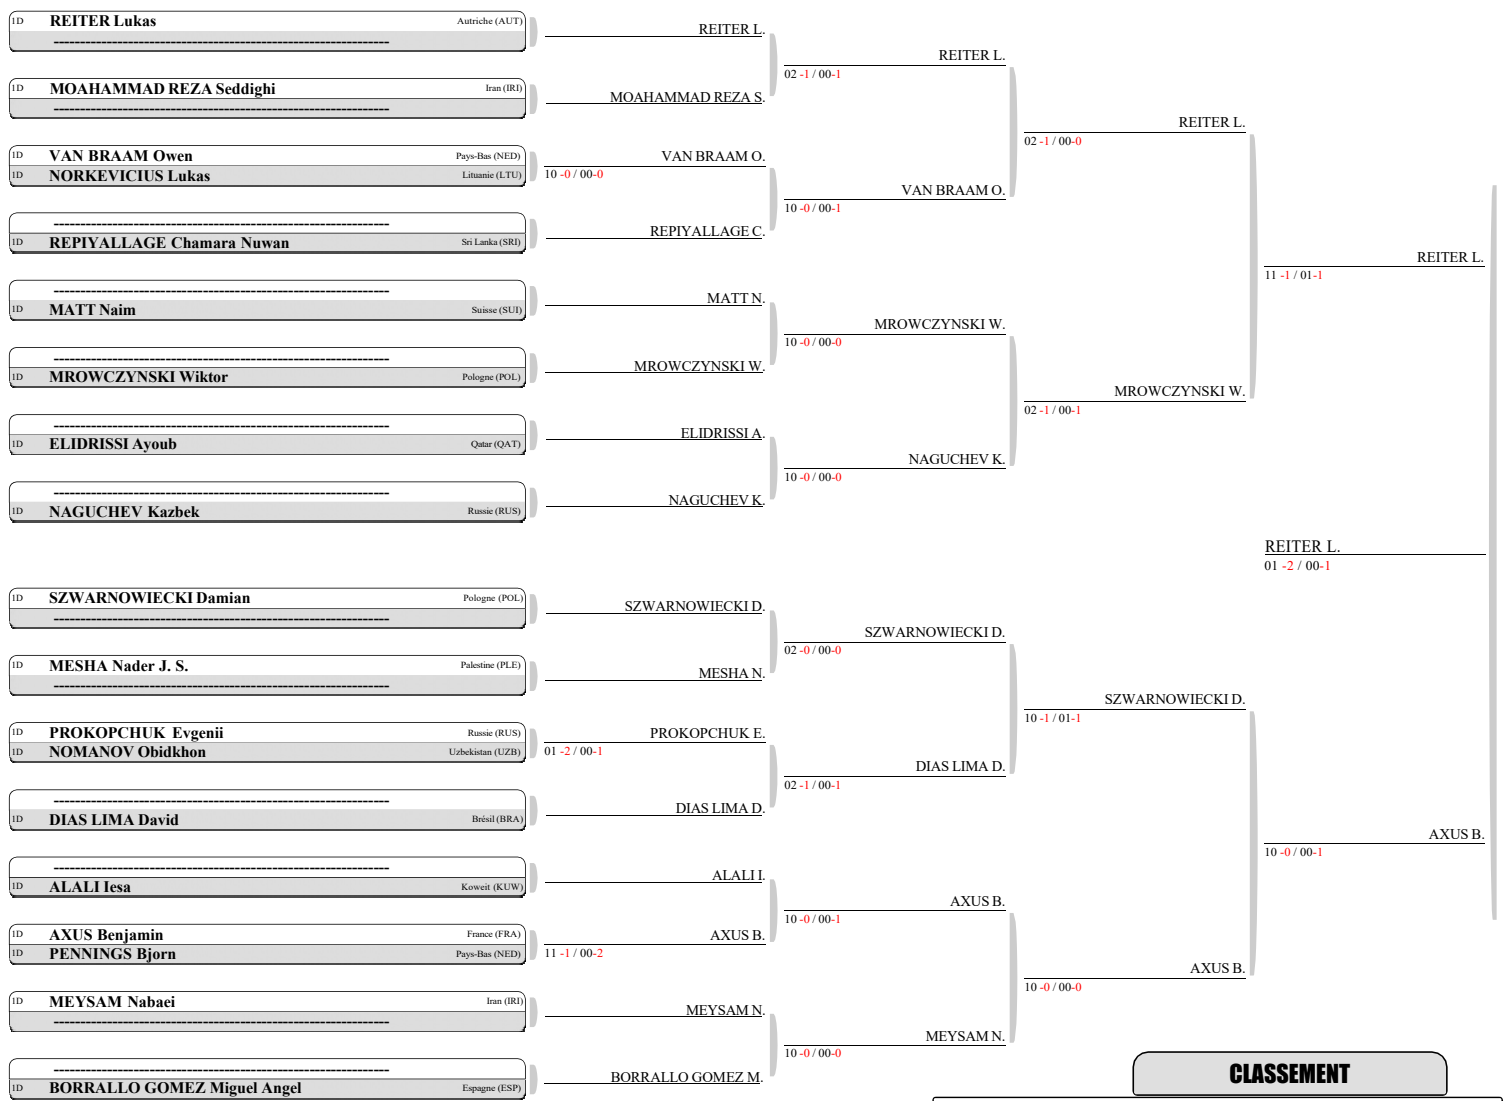 1D REITER Lukas Autriche (AUT)
------------------------------------------------------------
1D MOAHAMMAD REZA Seddighi Iran (IRI)
------------------------------------------------------------
1D VAN BRAAM Owen Pays-Bas (NED)
1D NORKEVICIUS Lukas Lituanie (LTU)
------------------------------------------------------------
1D REPIYALLAGE Chamara Nuwan Sri Lanka (SRI)
------------------------------------------------------------
1D MATT Naim Suisse (SUI)
------------------------------------------------------------
1D MROWCZYNSKI Wiktor Pologne (POL)
------------------------------------------------------------
1D ELIDRISSI Ayoub Qatar (QAT)
------------------------------------------------------------
1D NAGUCHEV Kazbek Russie (RUS)
1D SZWARNOWIECKI Damian Pologne (POL)
------------------------------------------------------------
1D MESHA Nader J. S. Palestine (PLE)
------------------------------------------------------------
1D PROKOPCHUK Evgenii Russie (RUS)
1D NOMANOV Obidkhon Uzbekistan (UZB)
------------------------------------------------------------
1D DIAS LIMA David Brésil (BRA)
------------------------------------------------------------
1D ALALI Iesa Koweit (KUW)
1D AXUS Benjamin France (FRA)
1D PENNINGS Bjorn Pays-Bas (NED)
1D MEYSAM Nabaei Iran (IRI)
------------------------------------------------------------
------------------------------------------------------------
1D BORRALLO GOMEZ Miguel Angel Espagne (ESP)
REITER L.
MOAHAMMAD REZA S.
VAN BRAAM O.
10 -0 / 00-0
REPIYALLAGE C.
MATT N.
MROWCZYNSKI W.
ELIDRISSI A.
NAGUCHEV K.
SZWARNOWIECKI D.
MESHA N.
PROKOPCHUK E.
01 -2 / 00-1
DIAS LIMA D.
ALALI I.
AXUS B.
11 -1 / 00-2
MEYSAM N.
BORRALLO GOMEZ M.
REITER L.
02 -1 / 00-1
VAN BRAAM O.
10 -0 / 00-1
MROWCZYNSKI W.
10 -0 / 00-0
NAGUCHEV K.
10 -0 / 00-0
SZWARNOWIECKI D.
02 -0 / 00-0
DIAS LIMA D.
02 -1 / 00-1
AXUS B.
10 -0 / 00-1
MEYSAM N.
10 -0 / 00-0
REITER L.
02 -1 / 00-0
MROWCZYNSKI W.
02 -1 / 00-1
SZWARNOWIECKI D.
10 -1 / 01-1
AXUS B.
10 -0 / 00-0
REITER L.
11 -1 / 01-1
REITER L.
01 -2 / 00-1
AXUS B.
10 -0 / 00-1
CLASSEMENT